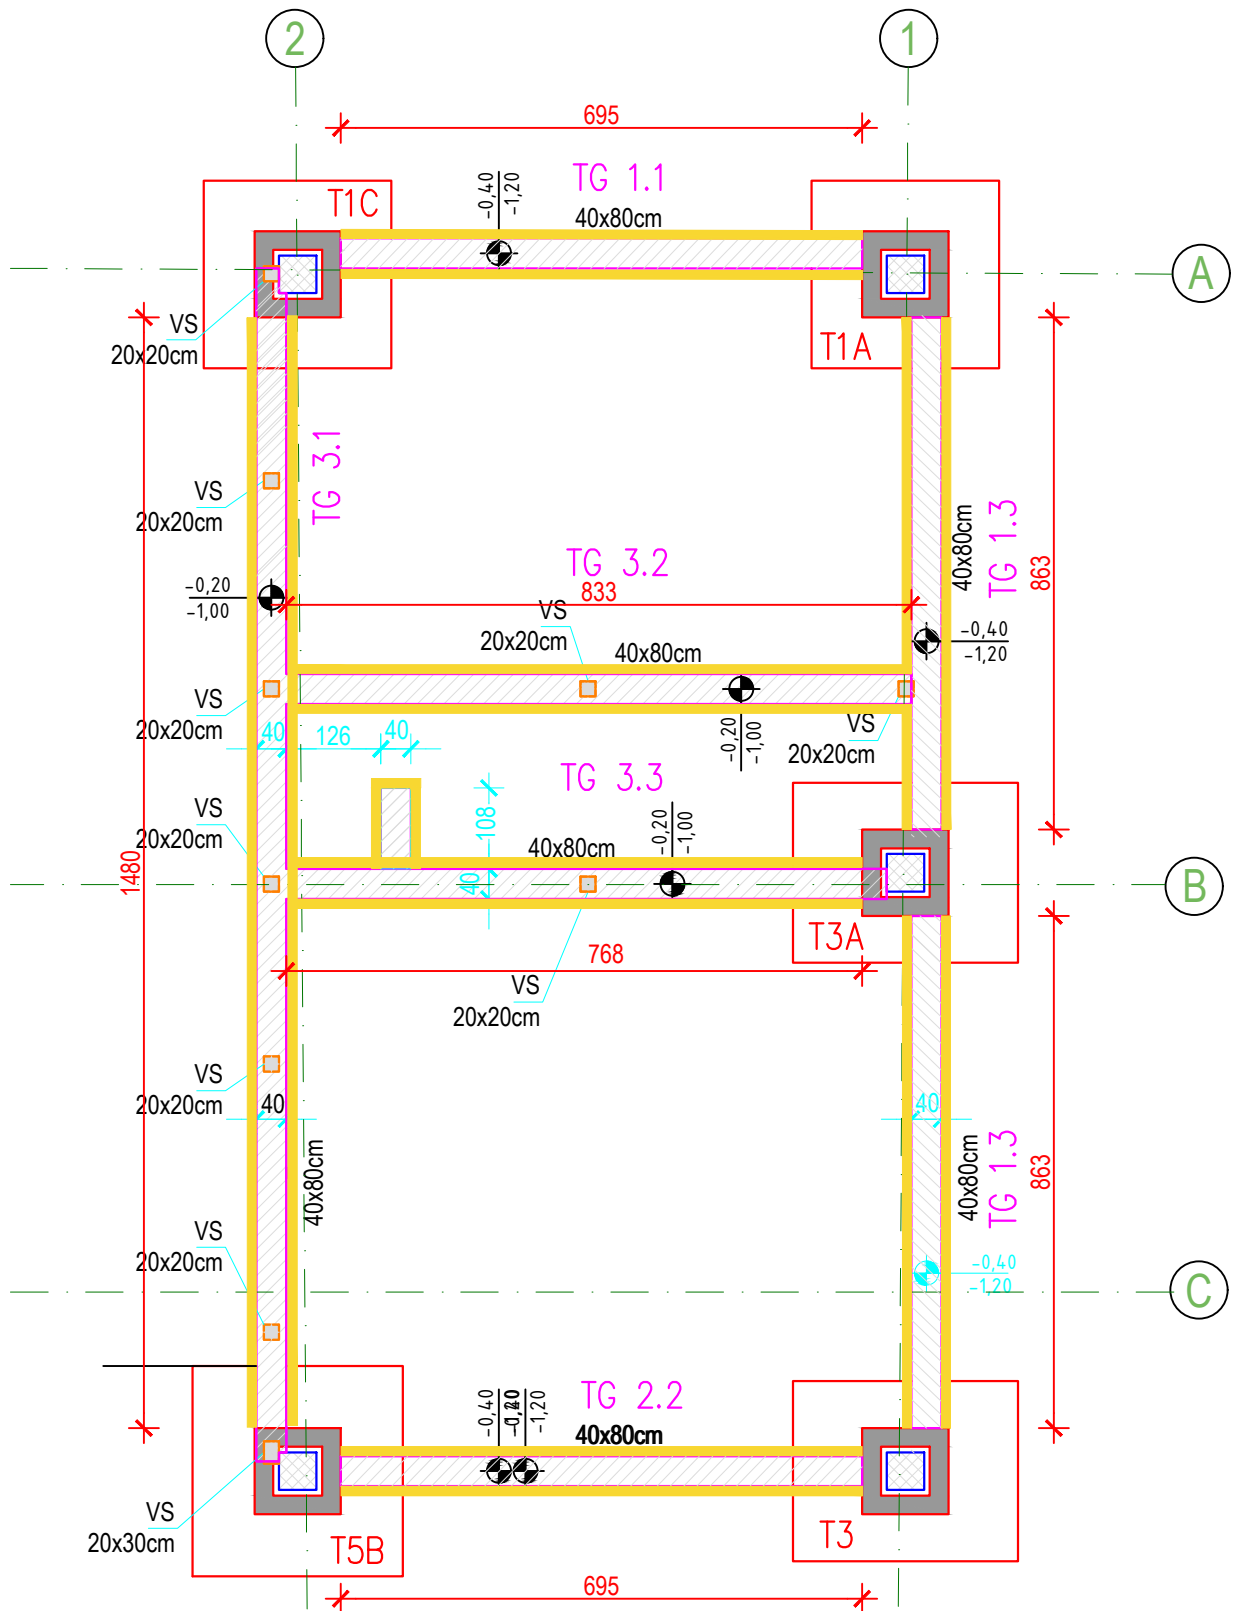 2
1
695
TG 1.1
T1C
-0,40
-1,20
40x80cm
A
VS
20x20cm
T1A
TG 3.1
VS
20x20cm
40x80cm
TG 1.3
863
TG 3.2
-0,20
-1,00
833
VS
20x20cm
40x80cm
-0,40
-1,20
VS
20x20cm
40
126
40
-0,20
-1,00
VS
20x20cm
TG 3.3
108
-0,20
-1,00
VS
20x20cm
40x80cm
40
1480
B
T3A
768
VS
20x20cm
VS
20x20cm
40
40
40x80cm
40x80cm
TG 1.3
863
VS
20x20cm
-0,40
-1,20
C
TG 2.2
-0,40
-1,20
40x80cm
VS
20x30cm
T5B
T3
695